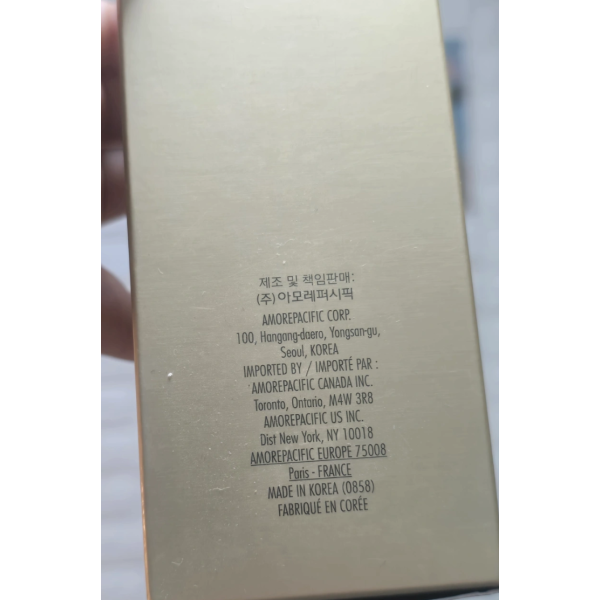 제조 및 책임판매:
(주)아모레퍼시픽
AMOREPACIFIC CORP.
100, Hangang-daero, Yongsan-gu,
Seoul, KOREA
IMPORTED BY / IMPORTÉ PAR :
AMOREPACIFIC CANADA INC.
Toronto, Ontario, M4W 3R8
AMOREPACIFIC US INC.
Dist New York, NY 10018
AMOREPACIFIC EUROPE 75008
Paris - FRANCE
MADE IN KOREA (0858)
FABRIQUÉ EN CORÉE